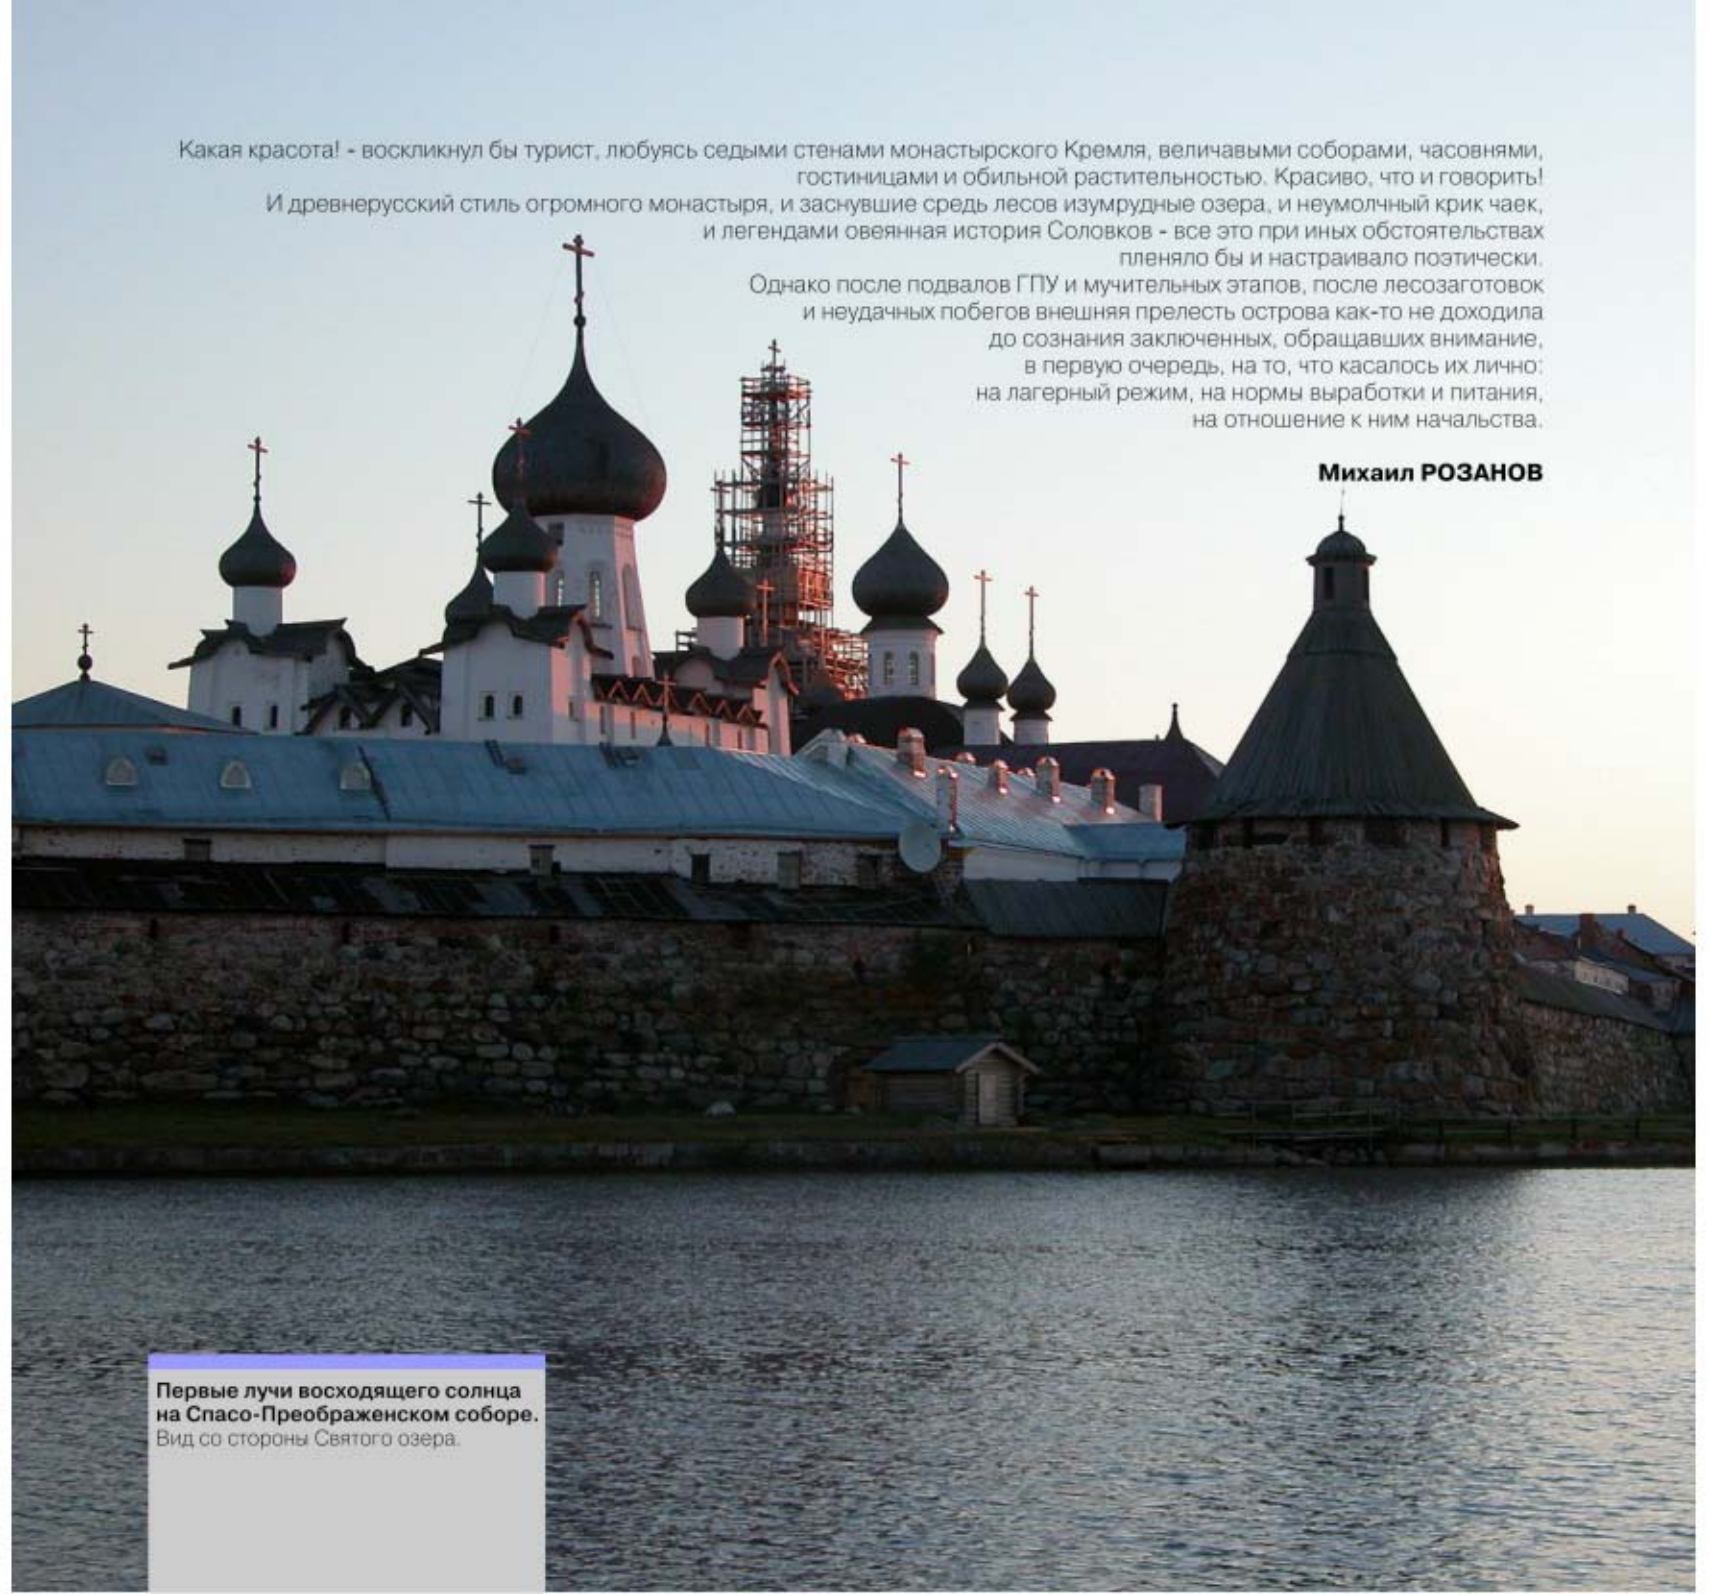 Какая красота! - воскликнул бы турист, любуясь седыми стенами монастырского Кремля, величавыми соборами, часовнями,
гостиницами и обильной растительностью. Красиво, что и говорить!
И древнерусский стиль огромного монастыря, и заснувшие средь лесов изумрудные озера, и неумолчный крик чаек,
и легендами овеянная история Соловков - все это при иных обстоятельствах
пленяло бы и настраивало поэтически.
Однако после подвалов ГПУ и мучительных этапов, после лесозаготовок
и неудачных побегов внешняя прелесть острова как-то не доходила
до сознания заключенных, обращавших внимание,
в первую очередь, на то, что касалось их лично:
на лагерный режим, на нормы выработки и питания,
на отношение к ним начальства.
Михаил РОЗАНОВ
Первые лучи восходящего солнца
на Спасо-Преображенском соборе.
Вид со стороны Святого озера.